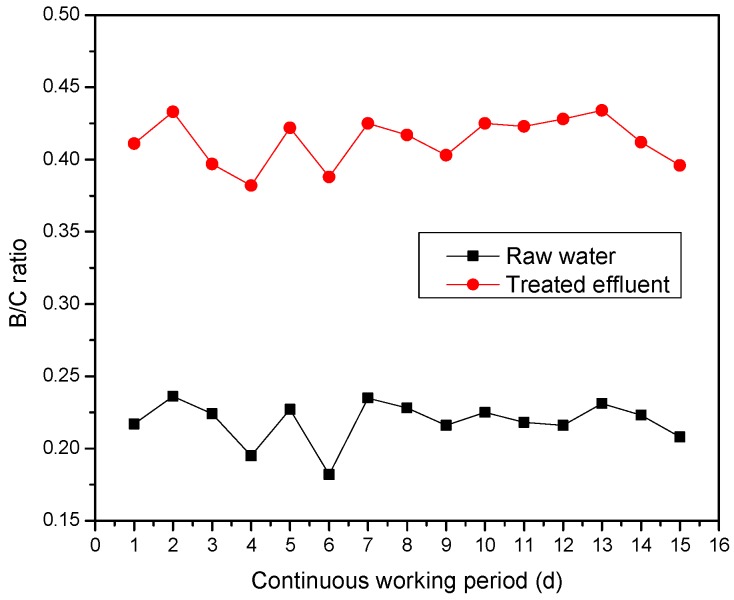 0.50
0.45
0.40
0.35
0.30
0.25
0.20
0.15
B/C ratio
Raw water
Treated effluent
0 1 2 3 4 5 6 7 8 9 10 11 12 13 14 15 16
Continuous working period (d)